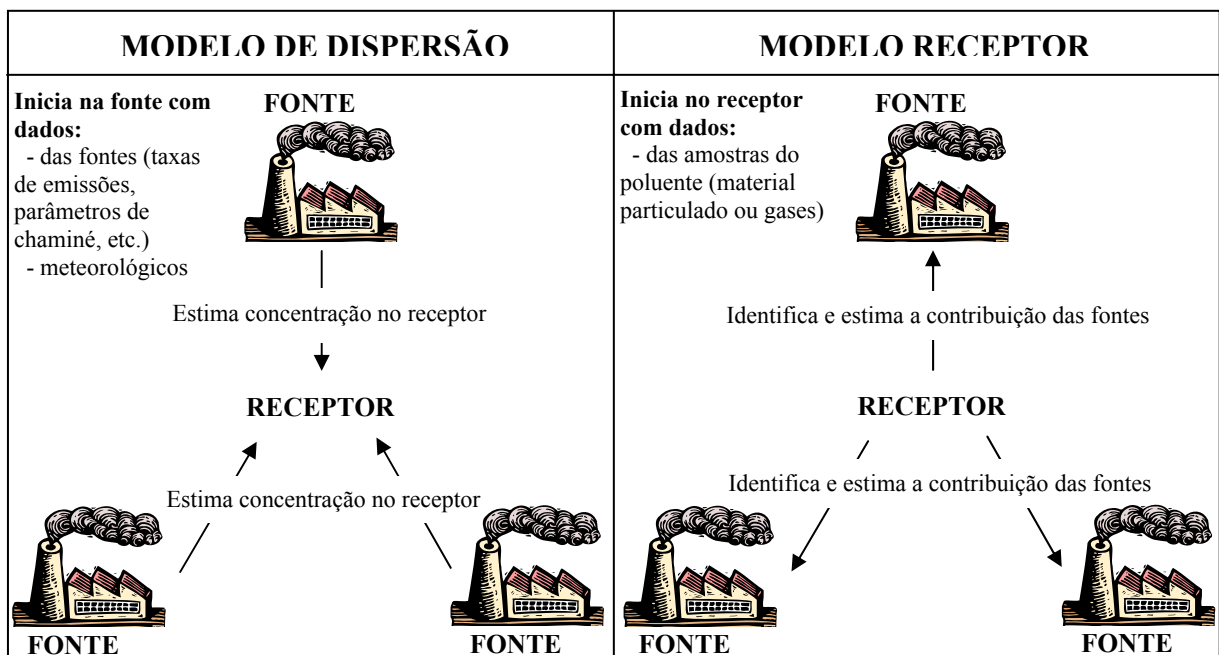 MODELO DE DISPERSÃO
Inicia na fonte com
dados:
- das fontes (taxas
de emissões,
parâmetros de
chaminé, etc.)
- meteorológicos
FONTE
Estima concentração no receptor
RECEPTOR
Estima concentração no receptor
FONTE
FONTE
MODELO RECEPTOR
Inicia no receptor
com dados:
- das amostras do
poluente (material
particulado ou gases)
FONTE
Identifica e estima a contribuição das fontes
RECEPTOR
Identifica e estima a contribuição das fontes
FONTE
FONTE